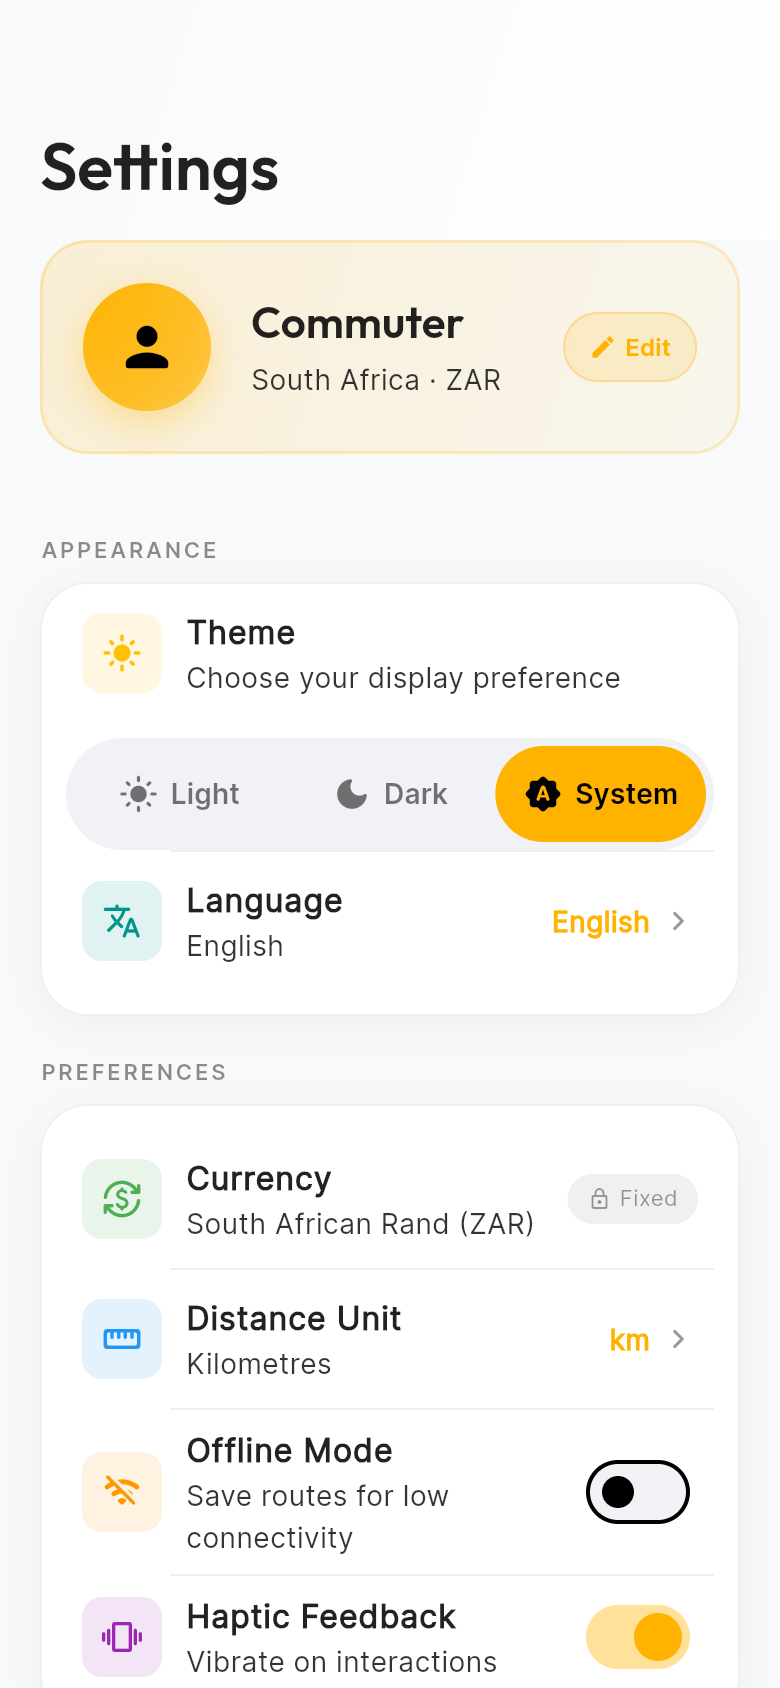 Settings
Commuter
South Africa · ZAR
Edit
APPEARANCE
Theme
Choose your display preference
Light
Dark
A
System
Language
English
English
PREFERENCES
Currency
South African Rand (ZAR)
Fixed
Distance Unit
Kilometres
km
Offline Mode
Save routes for low
connectivity
Haptic Feedback
Vibrate on interactions